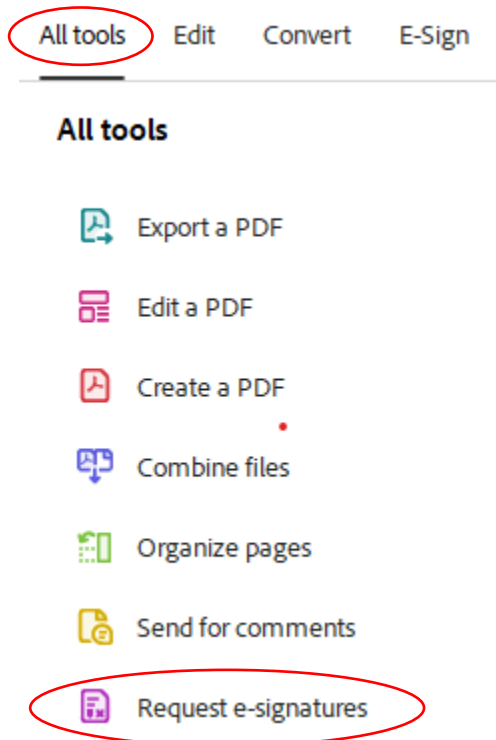 All tools Edit Convert E-Sign
All tools
Export a PDF
Edit a PDF
Create a PDF
Combine files
Organize pages
Send for comments
Request e-signatures